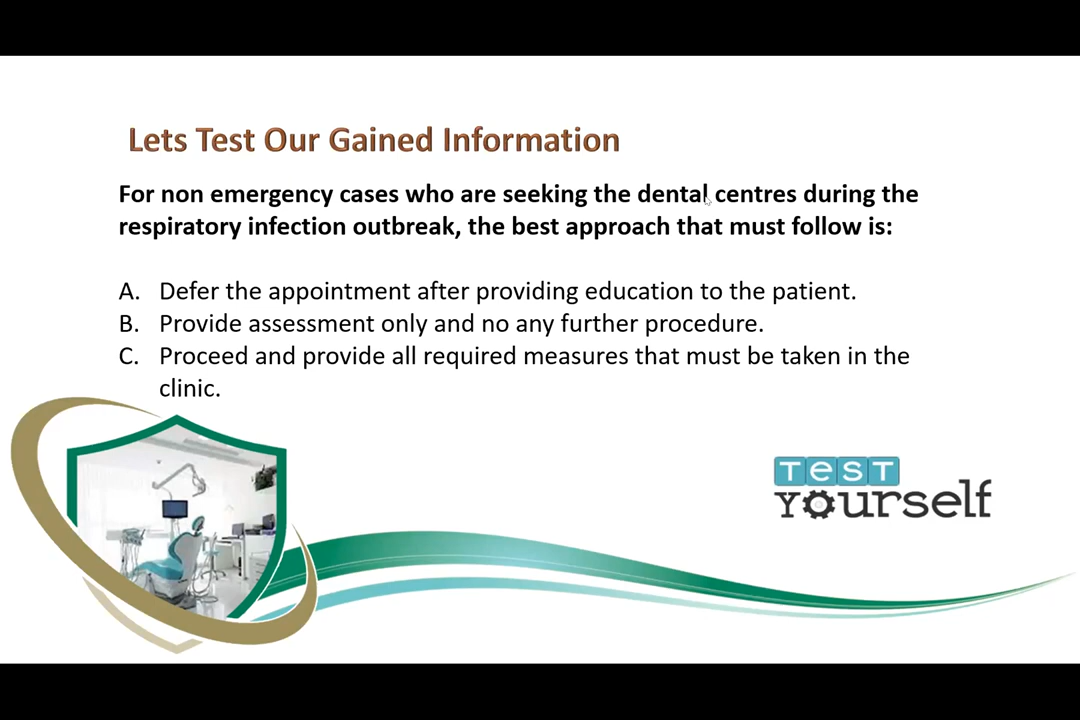 Lets Test Our Gained Information
For non emergency cases who are seeking the dental centres during the
respiratory infection outbreak, the best approach that must follow is:
A. Defer the appointment after providing education to the patient.
B. Provide assessment only and no any further procedure.
C. Proceed and provide all required measures that must be taken in the
clinic.
TesT
Yourself